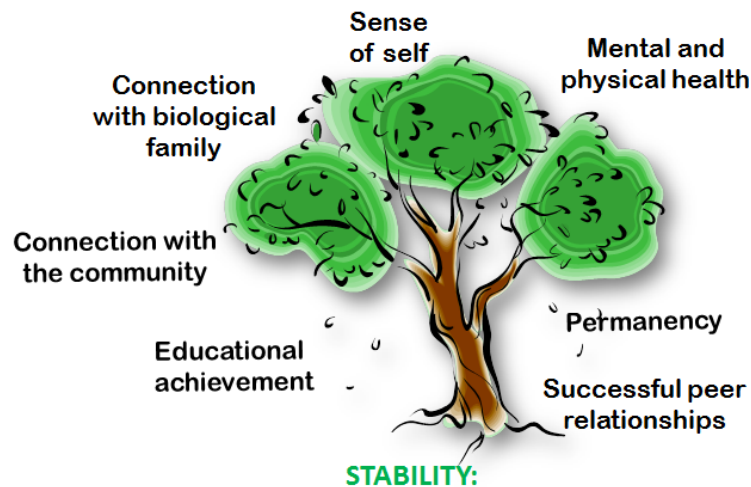 Sense
of self
Mental and
physical health
Connection
with biological
family
Connection with
the community
Permanency
Educational
achievement
Successful peer
relationships
STABILITY: